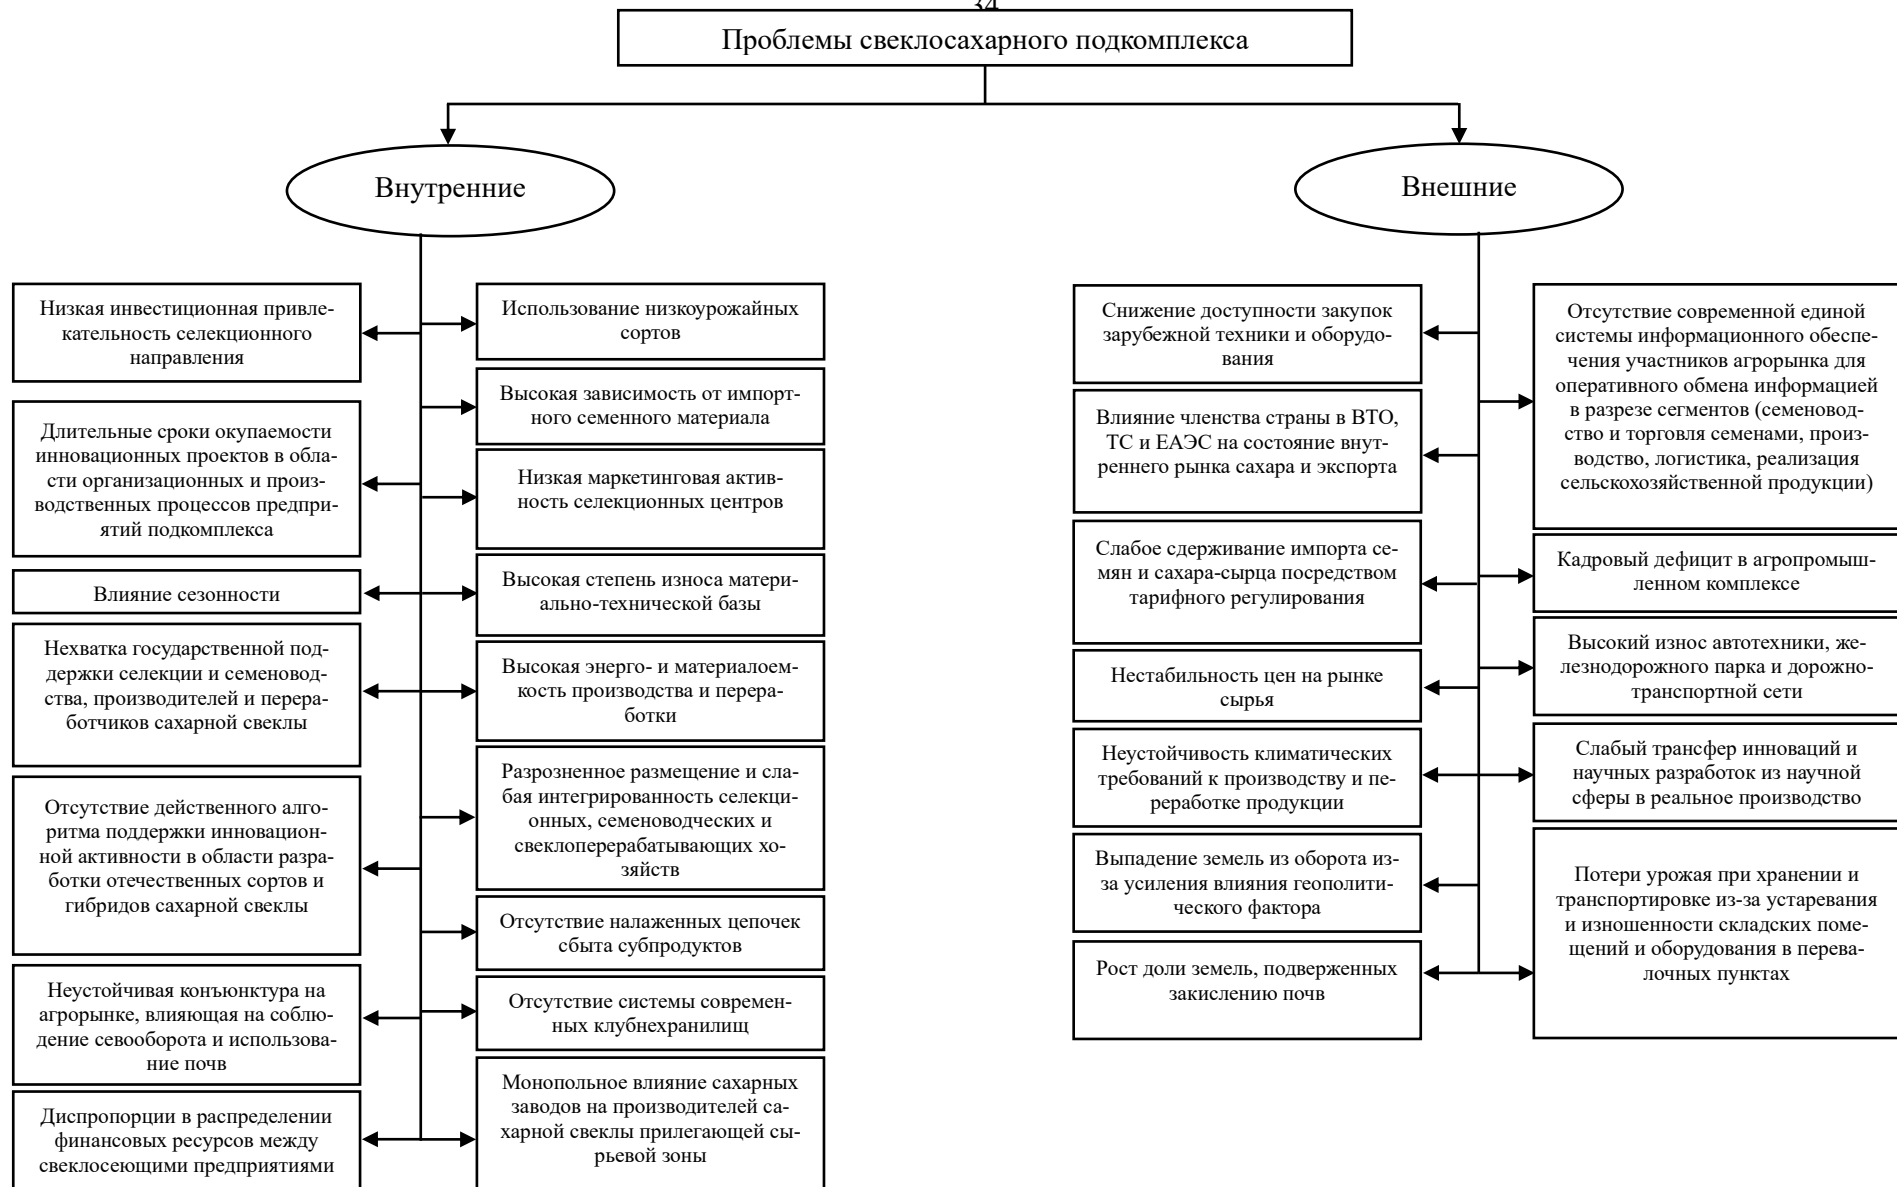 34
Проблемы свеклосахарного подкомплекса
Внутренние
Внешние
Низкая инвестиционная привле-
кательность селекционного
направления
Длительные сроки окупаемости
инновационных проектов в обла-
сти организационных и произ-
водственных процессов предпри-
ятий подкомплекса
Влияние сезонности
Нехватка государственной под-
держки селекции и семеновод-
ства, производителей и перера-
ботчиков сахарной свеклы
Отсутствие действенного алго-
ритма поддержки инновацион-
ной активности в области разра-
ботки отечественных сортов и
гибридов сахарной свеклы
Неустойчивая конъюнктура на
агрорынке, влияющая на соблю-
дение севооборота и использова-
ние почв
Диспропорции в распределении
финансовых ресурсов между
свеклосеющими предприятиями
Использование низкоурожайных
сортов
Высокая зависимость от импорт-
ного семенного материала
Низкая маркетинговая актив-
ность селекционных центров
Высокая степень износа матери-
ально-технической базы
Высокая энерго- и материалоем-
кость производства и перера-
ботки
Разрозненное размещение и сла-
бая интегрированность селекци-
онных, семеноводческих и
свеклоперерабатывающих хо-
зяйств
Отсутствие налаженных цепочек
сбыта субпродуктов
Отсутствие системы современ-
ных клубнехранилищ
Монопольное влияние сахарных
заводов на производителей са-
харной свеклы прилегающей сы-
рьевой зоны
Снижение доступности закупок
зарубежной техники и оборудо-
вания
Влияние членства страны в ВТО,
ТС и ЕАЭС на состояние внут-
реннего рынка сахара и экспорта
Слабое сдерживание импорта се-
мян и сахара-сырца посредством
тарифного регулирования
Нестабильность цен на рынке
сырья
Неустойчивость климатических
требований к производству и пе-
реработке продукции
Выпадение земель из оборота из-
за усиления влияния геополити-
ческого фактора
Рост доли земель, подверженных
закислению почв
Отсутствие современной единой
системы информационного обеспе-
чения участников агрорынка для
оперативного обмена информацией
в разрезе сегментов (семеновод-
ство и торговля семенами, произ-
водство, логистика, реализация
сельскохозяйственной продукции)
Кадровый дефицит в агропромыш-
ленном комплексе
Высокий износ автотехники, же-
лезнодорожного парка и дорожно-
транспортной сети
Слабый трансфер инноваций и
научных разработок из научной
сферы в реальное производство
Потери урожая при хранении и
транспортировке из-за устаревания
и изношенности складских поме-
щений и оборудования в перева-
лочных пунктах